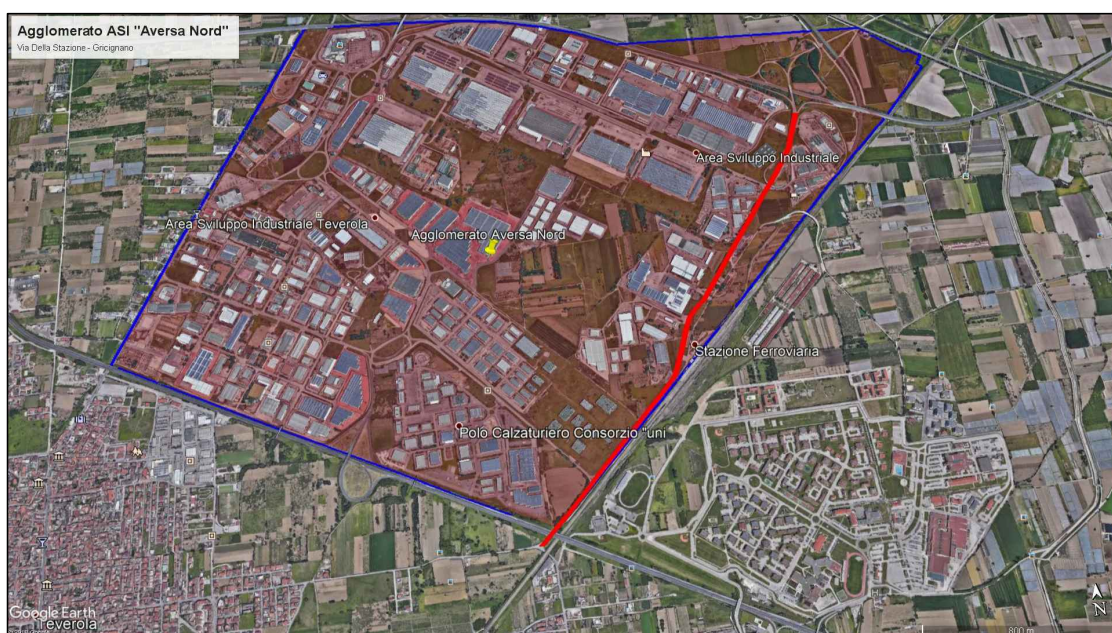 Agglomerato ASI "Aversa Nord"
Via Della Stazione - Gricignano
Area Sviluppo Industriale
Area Sviluppo Industriale Teverola
Agglomerato Aversa Nord
Stazione Ferroviaria
Polo Calzaturiero Consorzio "uni
Google Earth
Teverola
N
800 m